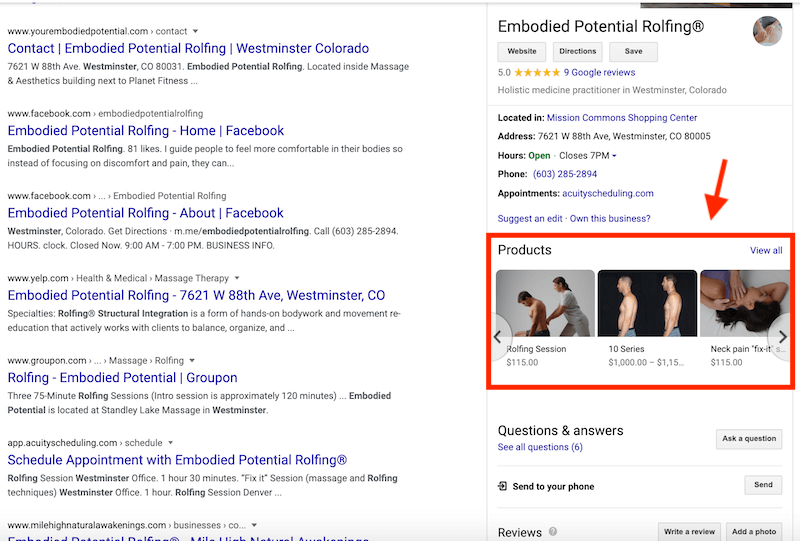 www.yourembodiedpotential.com › contact
Contact | Embodied Potential Rolfing | Westminster Colorado
7621 W 88th Ave. Westminster, CO 80031. Embodied Potential Rolfing. Located inside Massage
& Aesthetics building next to Planet Fitness ...
www.facebook.com › embodiedpotentialrolfing
Embodied Potential Rolfing - Home | Facebook
Embodied Potential Rolfing. 81 likes. I guide people to feel more comfortable in their bodies so
instead of focusing on discomfort and pain, they can...
www.facebook.com › ... › Embodied Potential Rolfing
Embodied Potential Rolfing - About | Facebook
Westminster, Colorado. Get Directions · m.me/embodiedpotentialrolfing. Call (603) 285-2894.
HOURS. clock. Closed Now. 9:00 AM - 7:00 PM. BUSINESS INFO.
www.yelp.com › Health & Medical › Massage Therapy
Embodied Potential Rolfing - 7621 W 88th Ave, Westminster, CO
Specialties: Rolfing® Structural Integration is a form of hands-on bodywork and movement re-
education that actively works with clients to balance, organize, and ...
www.groupon.com › ... › Massage › Rolfing
Rolfing - Embodied Potential | Groupon
Three 75-Minute Rolfing Sessions (Intro session is approximately 120 minutes) ... Embodied
Potential is located at Standley Lake Massage in Westminster.
app.acuityscheduling.com › schedule
Schedule Appointment with Embodied Potential Rolfing®
Rolfing Session Westminster Office. 1 hour 30 minutes. "Fix it" Session (massage and Rolfing
techniques) Westminster Office. 1 hour. Rolfing Session Denver ...
www.milehighnaturalawakenings.com › businesses › co...
Embodied Potential Rolfing® - Mile High Natural Awakenings
Embodied Potential Rolfing®
Website Directions Save
5.0 9 Google reviews
Holistic medicine practitioner in Westminster, Colorado
Located in: Mission Commons Shopping Center
Address: 7621 W 88th Ave, Westminster, CO 80005
Hours: Open · Closes 7PM
Phone: (603) 285-2894
Appointments: acuityscheduling.com
Suggest an edit · Own this business?
Products View all
Rolfing Session 10 Series Neck pain "fix-it" s...
$115.00 $1,000.00 – $1,15... $115.00
Questions & answers
See all questions (6)
Ask a question
Send to your phone Send
Reviews Write a review Add a photo